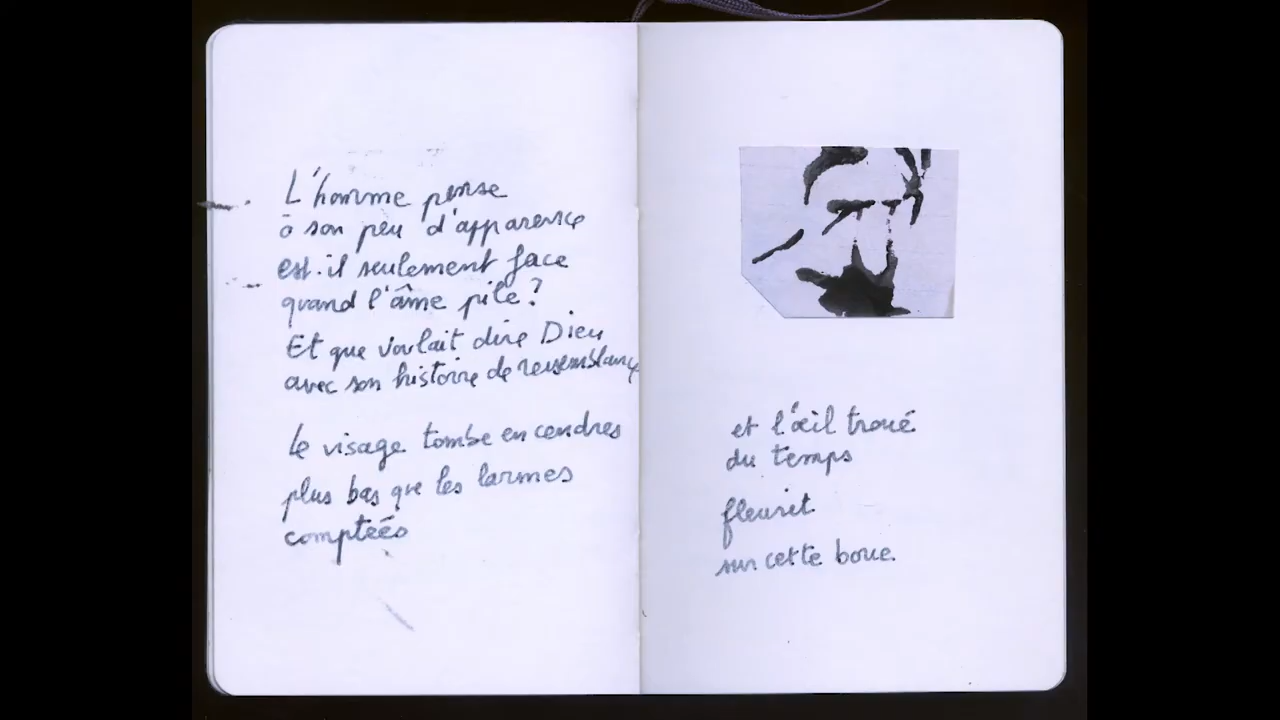 L'homme pense
à son peu d'apparence
est-il seulement face
quand l'âme pile ?
Et que voulait dire Dieu
avec son histoire de ressemblance
le visage tombe en cendres
plus bas que les larmes
comptées
et l'œil troué
du temps
fleurit
sur cette boue.